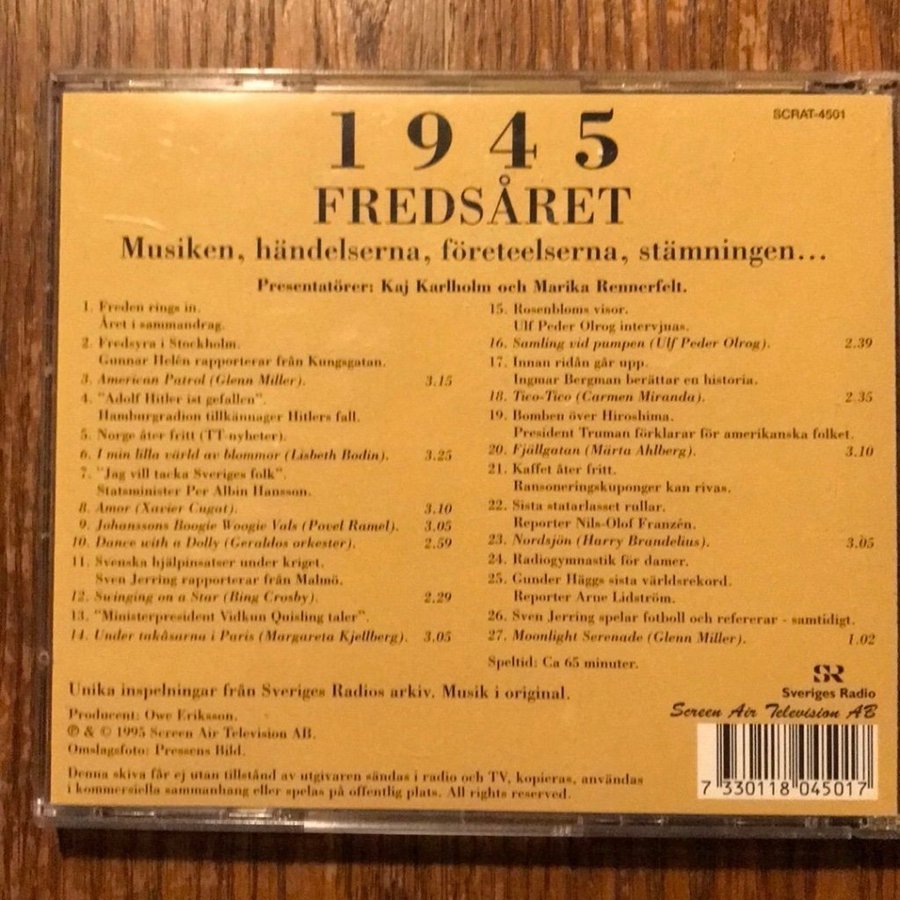 SCRAT-4501
1945
FREDSÅRET
Musiken, händelserna, företeelserna, stämningen...
Presentatörer: Kaj Karlholm och Marika Rennerfelt.
1. Freden rings in.
Året i sammandrag.
2. Fredsyra i Stockholm.
Gunnar Helén rapporterar från Kungsgatan.
3. American Patrol (Glenn Miller). 3.15
4. "Adolf Hitler ist gefallen".
Hamburgradion tillkännager Hitlers fall.
5. Norge åter fritt (TT-nyheter).
6. I min lilla värld av blommor (Lisbeth Bodin). 3.25
7. "Jag vill tacka Sveriges folk".
Statsminister Per Albin Hansson.
8. Amor (Xavier Cugat). 3.10
9. Johanssons Boogie Woogie Vals (Povel Ramel). 3.05
10. Dance with a Dolly (Geraldos orkester). 2.59
11. Svenska hjälpinsatser under kriget.
Sven Jerring rapporterar från Malmö.
12. Swinging on a Star (Bing Crosby). 2.29
13. "Ministerpresident Vidkun Quisling taler".
14. Under takåsarna i Paris (Margareta Kjellberg). 3.05
15. Rosenbloms visor.
Ulf Peder Olrog intervjuas.
16. Samling vid pumpen (Ulf Peder Olrog). 2.39
17. Innan ridån går upp.
Ingmar Bergman berättar en historia.
18. Tico-Tico (Carmen Miranda). 2.35
19. Bomben över Hiroshima.
President Truman förklarar för amerikanska folket.
20. Fjällgatan (Märta Ahlberg). 3.10
21. Kaffet åter fritt.
Ransoneringskuponger kan rivas.
22. Sista statarlasset rullar.
Reporter Nils-Olof Franzén.
23. Nordsjön (Harry Brandelius). 3.05
24. Radiogymnastik för damer.
25. Gunder Häggs sista världsrekord.
Reporter Arne Lidström.
26. Sven Jerring spelar fotboll och refererar - samtidigt.
27. Moonlight Serenade (Glenn Miller). 1.02
Speltid: Ca 65 minuter.
Unika inspelningar från Sveriges Radios arkiv. Musik i original.
Producent: Owe Eriksson.
℗ & © 1995 Screen Air Television AB.
Omslagsfoto: Pressens Bild.
Denna skiva får ej utan tillstånd av utgivaren sändas i radio och TV, kopieras, användas
i kommersiella sammanhang eller spelas på offentlig plats. All rights reserved.
SR
Sveriges Radio
Screen Air Television AB
7 330118 045017